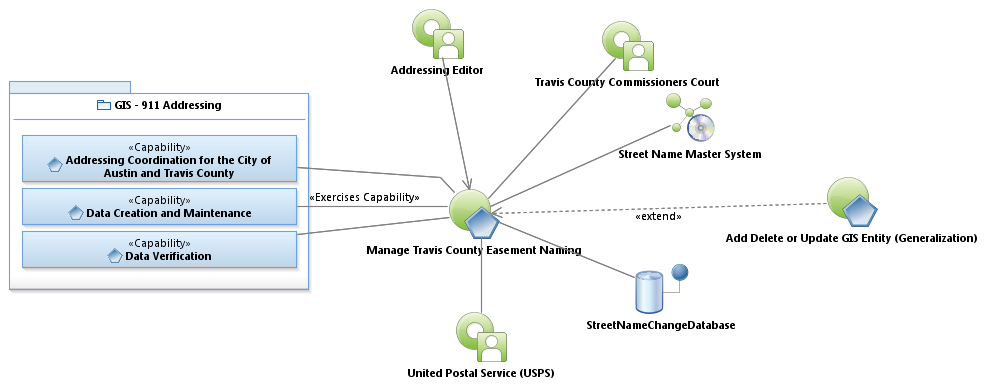 Addressing Editor
Travis County Commissioners Court
GIS - 911 Addressing
«Capability»
Addressing Coordination for the City of
Austin and Travis County
«Capability»
Data Creation and Maintenance
«Capability»
Data Verification
«Exercises Capability»
Street Name Master System
«extend»
Add Delete or Update GIS Entity (Generalization)
Manage Travis County Easement Naming
StreetNameChangeDatabase
United Postal Service (USPS)